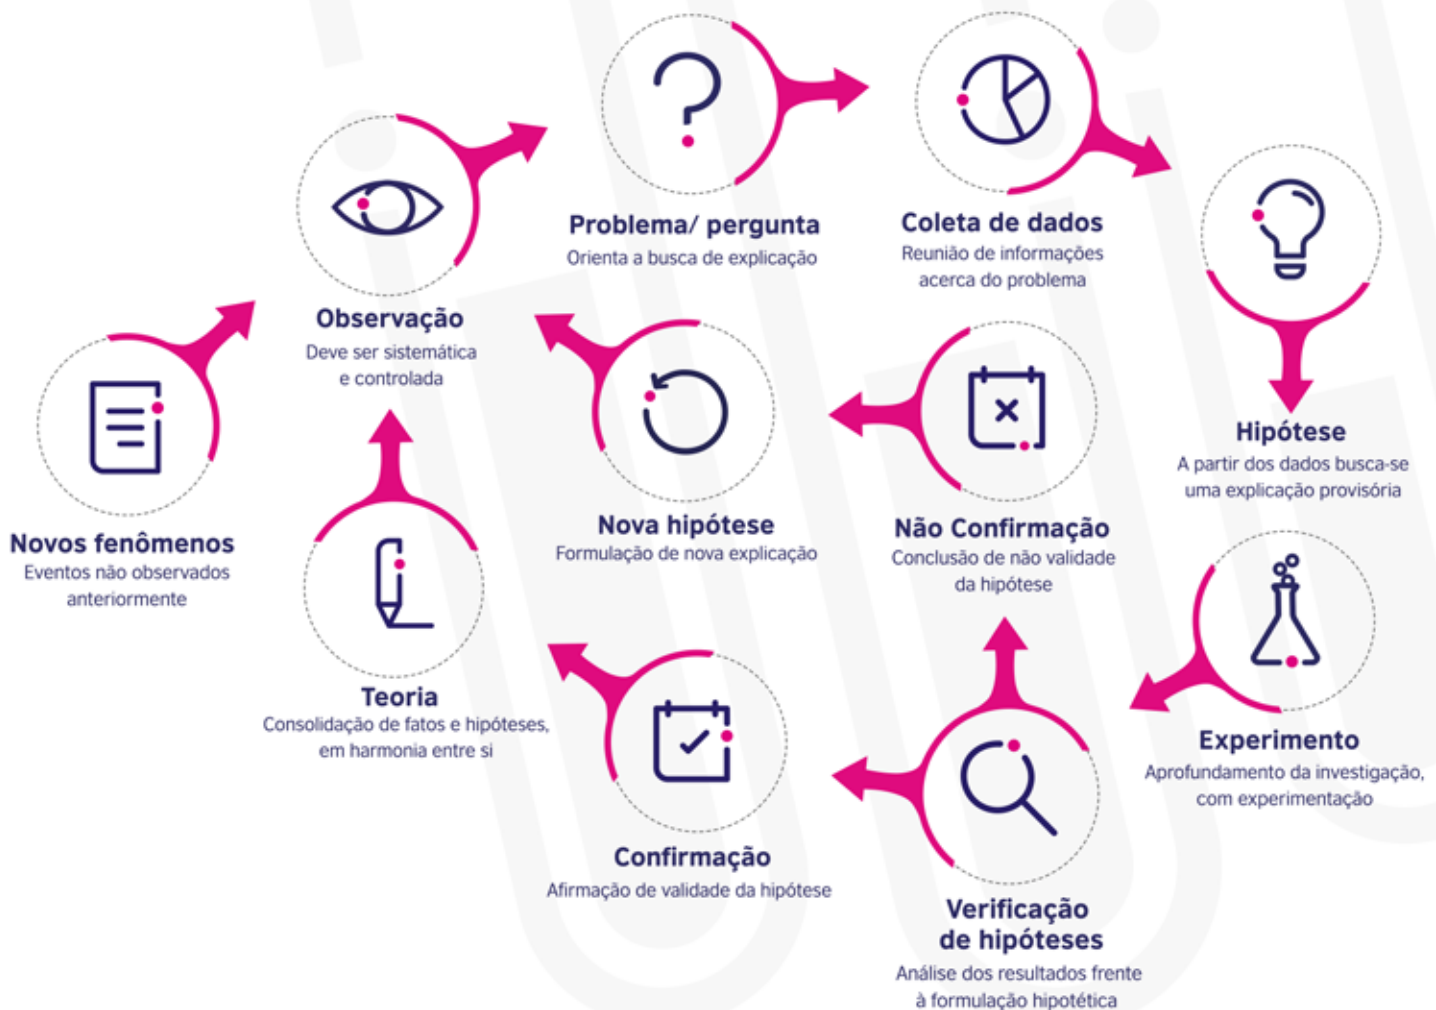 Problema/ pergunta
Orienta a busca de explicação
Coleta de dados
Reunião de informações
acerca do problema
Observação
Deve ser sistemática
e controlada
Hipótese
A partir dos dados busca-se
uma explicação provisória
Novos fenômenos
Eventos não observados
anteriormente
Nova hipótese
Formulação de nova explicação
Não Confirmação
Conclusão de não validade
da hipótese
Teoria
Consolidação de fatos e hipóteses,
em harmonia entre si
Experimento
Aprofundamento da investigação,
com experimentação
Confirmação
Afirmação de validade da hipótese
Verificação
de hipóteses
Análise dos resultados frente
à formulação hipotética